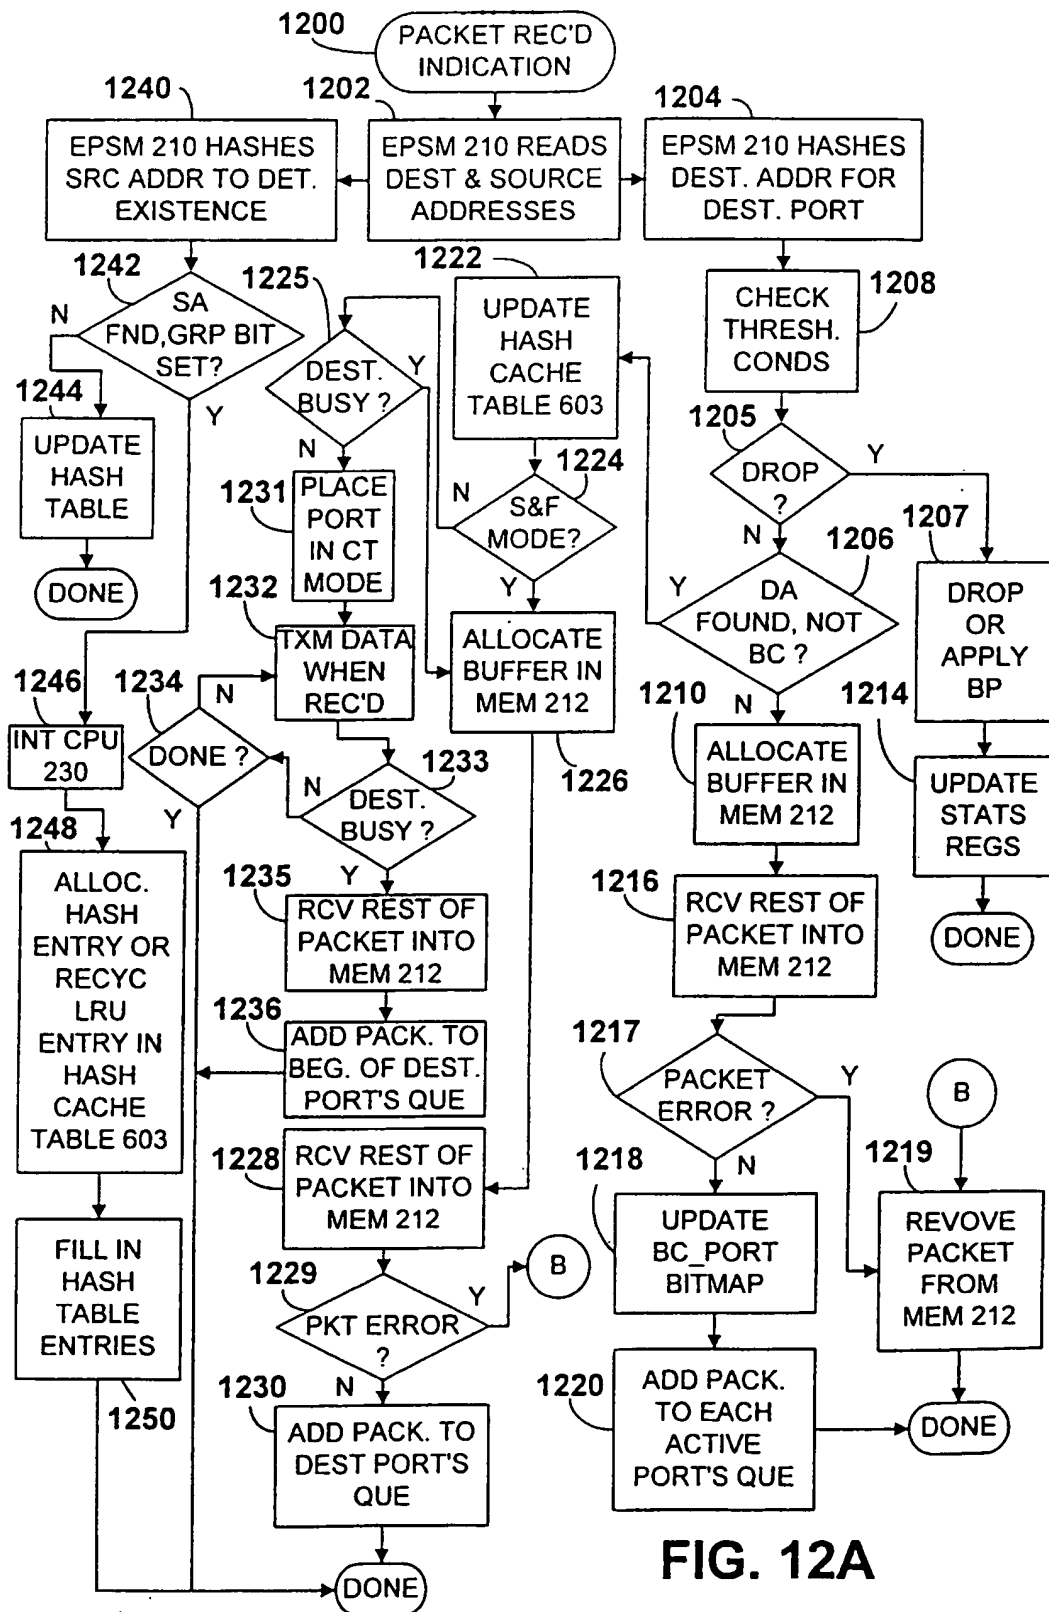 1200
PACKET REC'D
INDICATION
1240
1202
1204
EPSM 210 HASHES
SRC ADDR TO DET.
EXISTENCE
EPSM 210 READS
DEST & SOURCE
ADDRESSES
EPSM 210 HASHES
DEST. ADDR FOR
DEST. PORT
1242
SA
FND,GRP BIT
SET?
N
Y
1244
UPDATE
HASH
TABLE
DONE
1246
INT CPU
230
1248
ALLOC.
HASH
ENTRY OR
RECYC
LRU
ENTRY IN
HASH
CACHE
TABLE 603
FILL IN
HASH
TABLE
ENTRIES
1250
1225
DEST.
BUSY ?
Y
N
1231
PLACE
PORT
IN CT
MODE
1232
TXM DATA
WHEN
REC'D
1234
DONE ?
N
Y
1233
DEST.
BUSY ?
N
Y
1235
RCV REST OF
PACKET INTO
MEM 212
1236
ADD PACK. TO
BEG. OF DEST.
PORT'S QUE
1228
RCV REST OF
PACKET INTO
MEM 212
1229
PKT ERROR
?
Y
B
N
1230
ADD PACK. TO
DEST PORT'S
QUE
DONE
1222
UPDATE
HASH
CACHE
TABLE 603
1224
S&F
MODE?
N
Y
ALLOCATE
BUFFER IN
MEM 212
1226
1208
CHECK
THRESH.
CONDS
1205
DROP
?
Y
N
1207
DROP
OR
APPLY
BP
1214
UPDATE
STATS
REGS
DONE
1206
DA
FOUND, NOT
BC ?
Y
N
1210
ALLOCATE
BUFFER IN
MEM 212
1216
RCV REST OF
PACKET INTO
MEM 212
1217
PACKET
ERROR ?
Y
N
1218
UPDATE
BC_PORT
BITMAP
B
1219
REVOVE
PACKET
FROM
MEM 212
1220
ADD PACK.
TO EACH
ACTIVE
PORT'S QUE
DONE
FIG. 12A